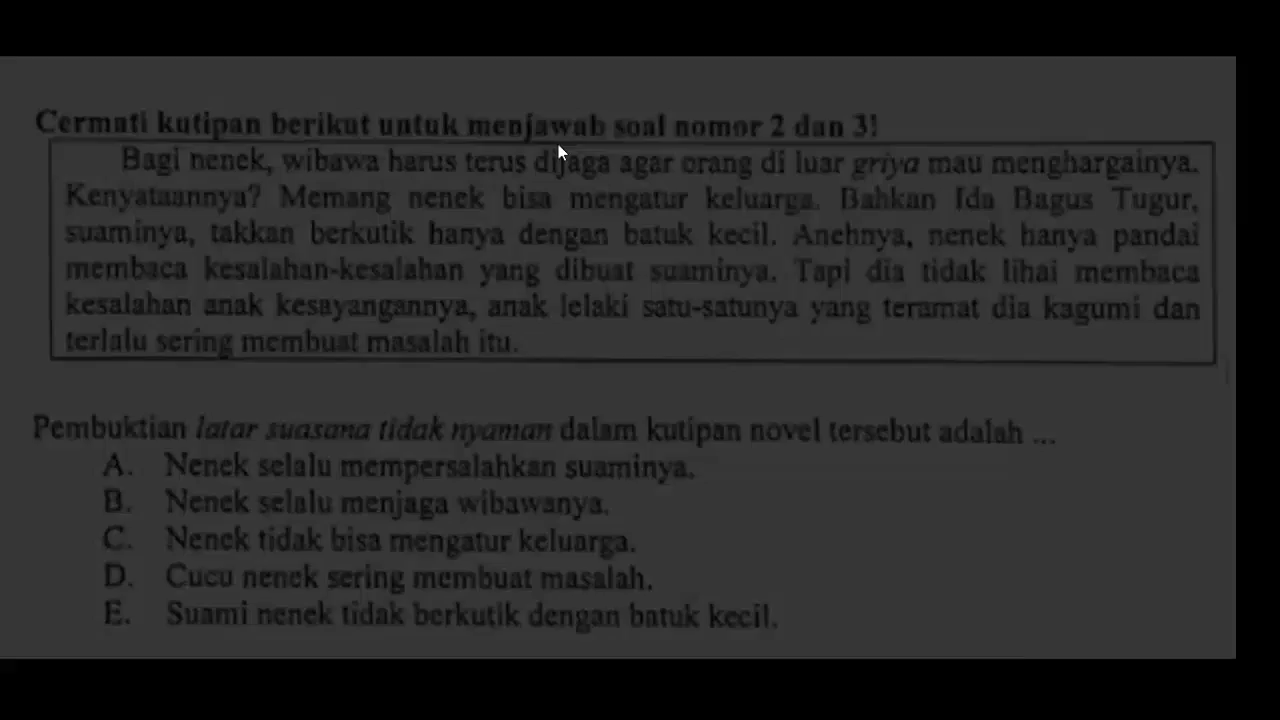 Cermati kutipan berikut untuk menjawab soal nomor 2 dan 3!
Bagi nenek, wibawa harus terus dijaga agar orang di luar griya mau menghargainya.
Kenyataannya? Memang nenek bisa mengatur keluarga. Bahkan Ida Bagus Tugur,
suaminya, takkan berkutik hanya dengan batuk kecil. Anehnya, nenek hanya pandai
membaca kesalahan-kesalahan yang dibuat suaminya. Tapi dia tidak lihai membaca
kesalahan anak kesayangannya, anak lelaki satu-satunya yang teramat dia kagumi dan
terlalu sering membuat masalah itu.
Pembuktian latar suasana tidak nyaman dalam kutipan novel tersebut adalah ...
A. Nenek selalu mempersalahkan suaminya.
B. Nenek selalu menjaga wibawanya.
C. Nenek tidak bisa mengatur keluarga.
D. Cucu nenek sering membuat masalah.
E. Suami nenek tidak berkutik dengan batuk kecil.